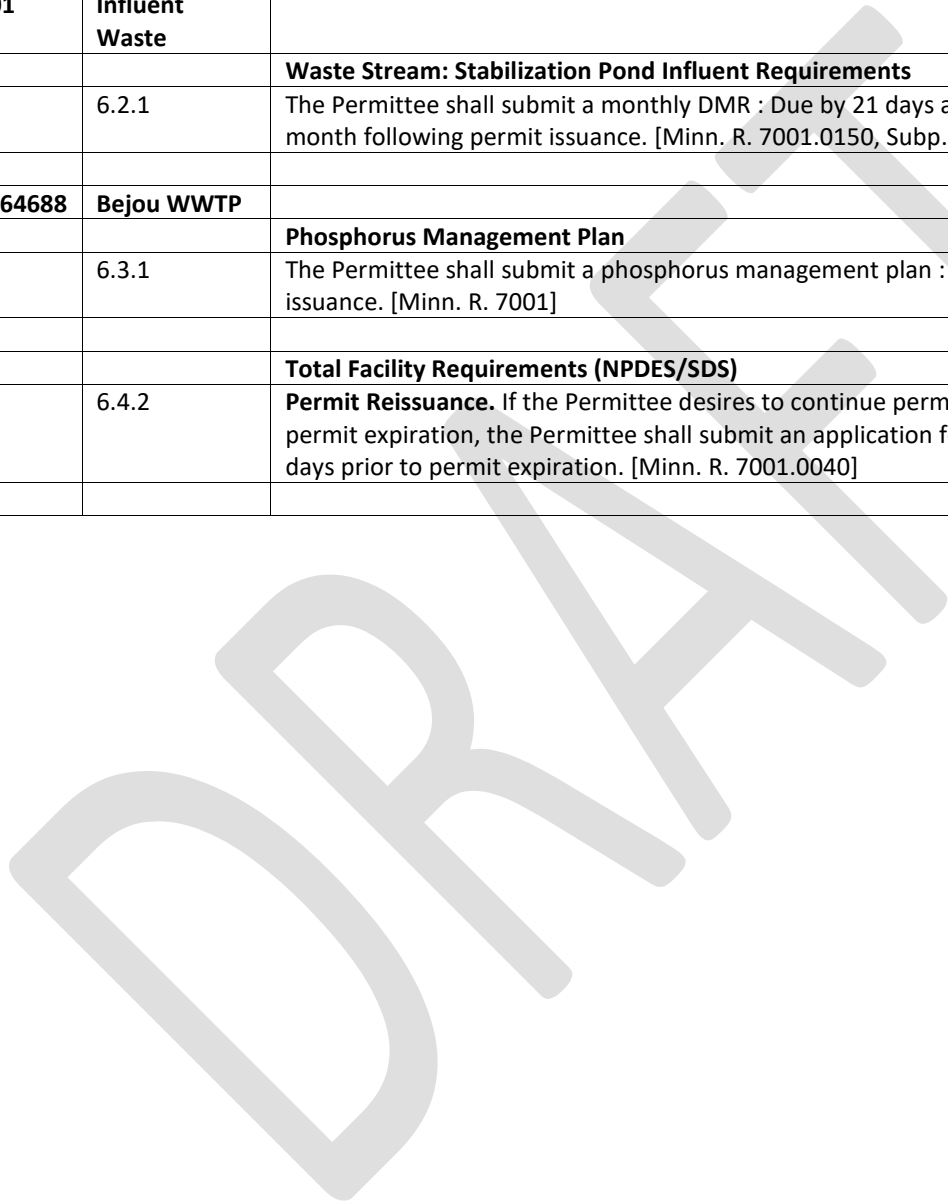 01 Influent
Waste
Waste Stream: Stabilization Pond Influent Requirements
6.2.1 The Permittee shall submit a monthly DMR : Due by 21 days a
month following permit issuance. [Minn. R. 7001.0150, Subp.
64688 Bejou WWTP
Phosphorus Management Plan
6.3.1 The Permittee shall submit a phosphorus management plan :
issuance. [Minn. R. 7001]
Total Facility Requirements (NPDES/SDS)
6.4.2 Permit Reissuance. If the Permittee desires to continue perm
permit expiration, the Permittee shall submit an application f
days prior to permit expiration. [Minn. R. 7001.0040]
DRAFT